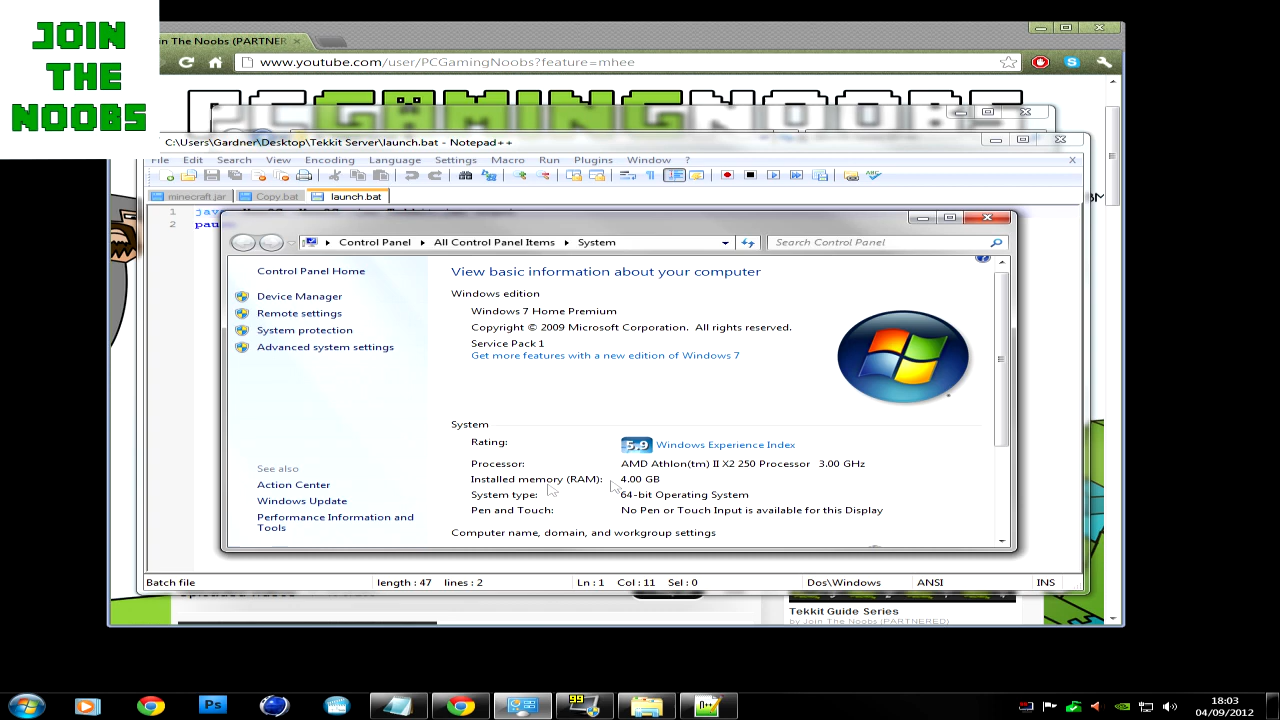 JOIN
THE
NOOBS
in The Noobs (PARTNER
www.youtube.com/user/PCGamingNoobs?feature=mhee
PCGAMINGNOOBS
C:\Users\Gardner\Desktop\Tekkit Server\launch.bat - Notepad++
File Edit Search View Encoding Language Settings Macro Run Plugins Window ? X
minecraft.jar Copy.bat launch.bat
1
2
Control Panel All Control Panel Items System Search Control Panel
Control Panel Home
Device Manager
Remote settings
System protection
Advanced system settings
See also
Action Center
Windows Update
Performance Information and
Tools
View basic information about your computer
Windows edition
Windows 7 Home Premium
Copyright © 2009 Microsoft Corporation. All rights reserved.
Service Pack 1
Get more features with a new edition of Windows 7
System
Rating: 5.9 Windows Experience Index
Processor: AMD Athlon(tm) II X2 250 Processor 3.00 GHz
Installed memory (RAM): 4.00 GB
System type: 64-bit Operating System
Pen and Touch: No Pen or Touch Input is available for this Display
Computer name, domain, and workgroup settings
Batch file length : 47 lines : 2 Ln : 1 Col : 11 Sel : 0 Dos\Windows ANSI INS
Tekkit Guide Series
by Join The Noobs (PARTNERED)
Ps 99 n++
18:03
04/09/2012